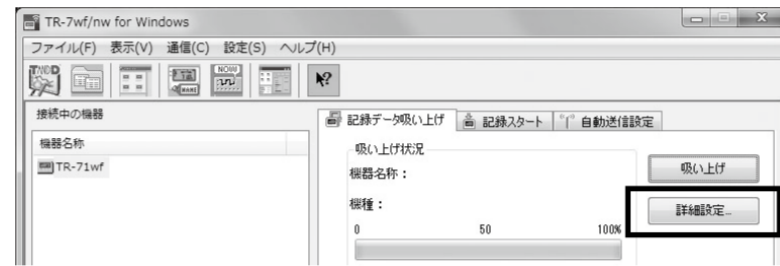 TR-7wf/nw for Windows
ファイル(F) 表示(V) 通信(C) 設定(S) ヘルプ(H)
接続中の機器
機器名称
TR-71wf
記録データ吸い上げ 記録スタート 自動送信設定
吸い上げ状況
機器名称：
吸い上げ
機種：
詳細設定...
0 50 100%